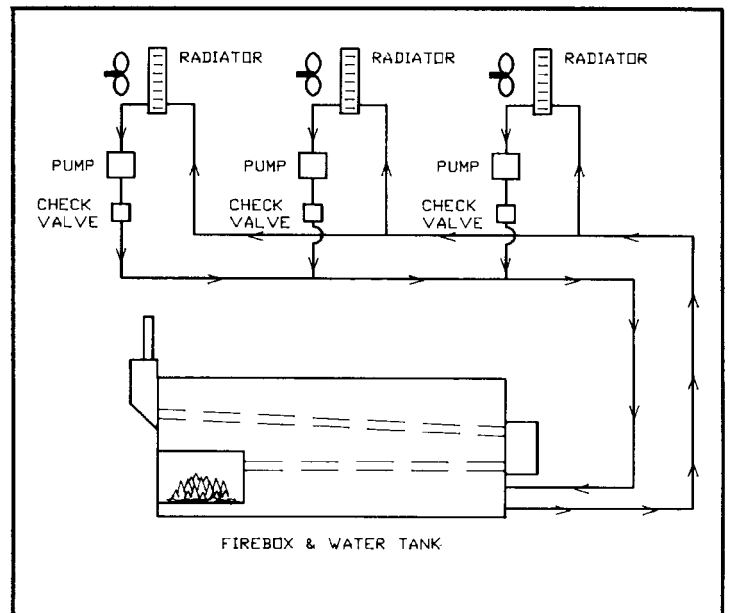 RADIATOR
RADIATOR
RADIATOR
PUMP
PUMP
PUMP
CHECK
VALVE
CHECK
VALVE
CHECK
VALVE
FIREBOX & WATER TANK